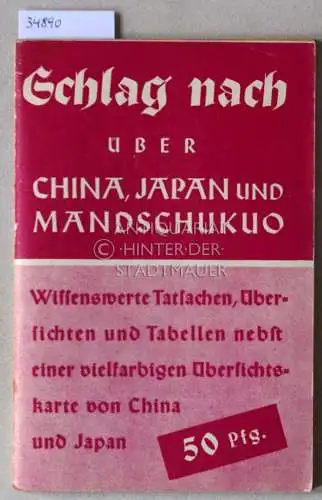 34890
Schlag nach
ÜBER
CHINA, JAPAN und
MANDSCHUKUO
ANTIQUARIAT
©·HINTER·DER·
STADTMAUER
Wissenswerte Tatsachen, Über-
sichten und Tabellen nebst
einer vielfarbigen Übersichts-
karte von China
und Japan
50 Pfg.